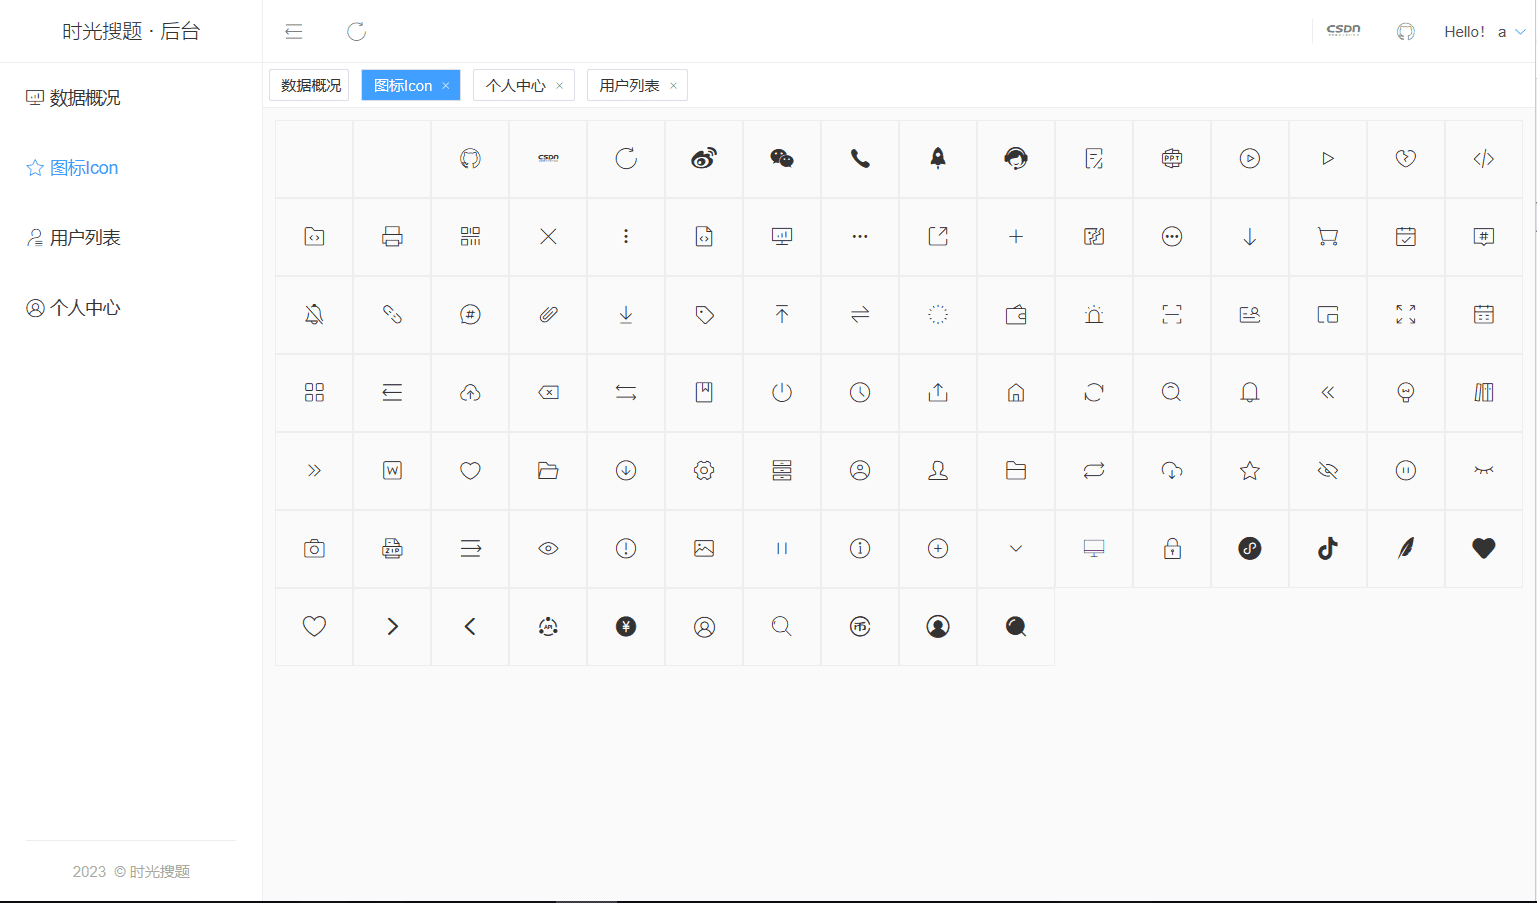 时光搜题 · 后台
CSDN
Hello! a
数据概况
图标Icon
用户列表
个人中心
数据概况 图标Icon × 个人中心 × 用户列表 ×
CSDN
PPT
#
#
W
ZIP
API
¥
币
2023 © 时光搜题